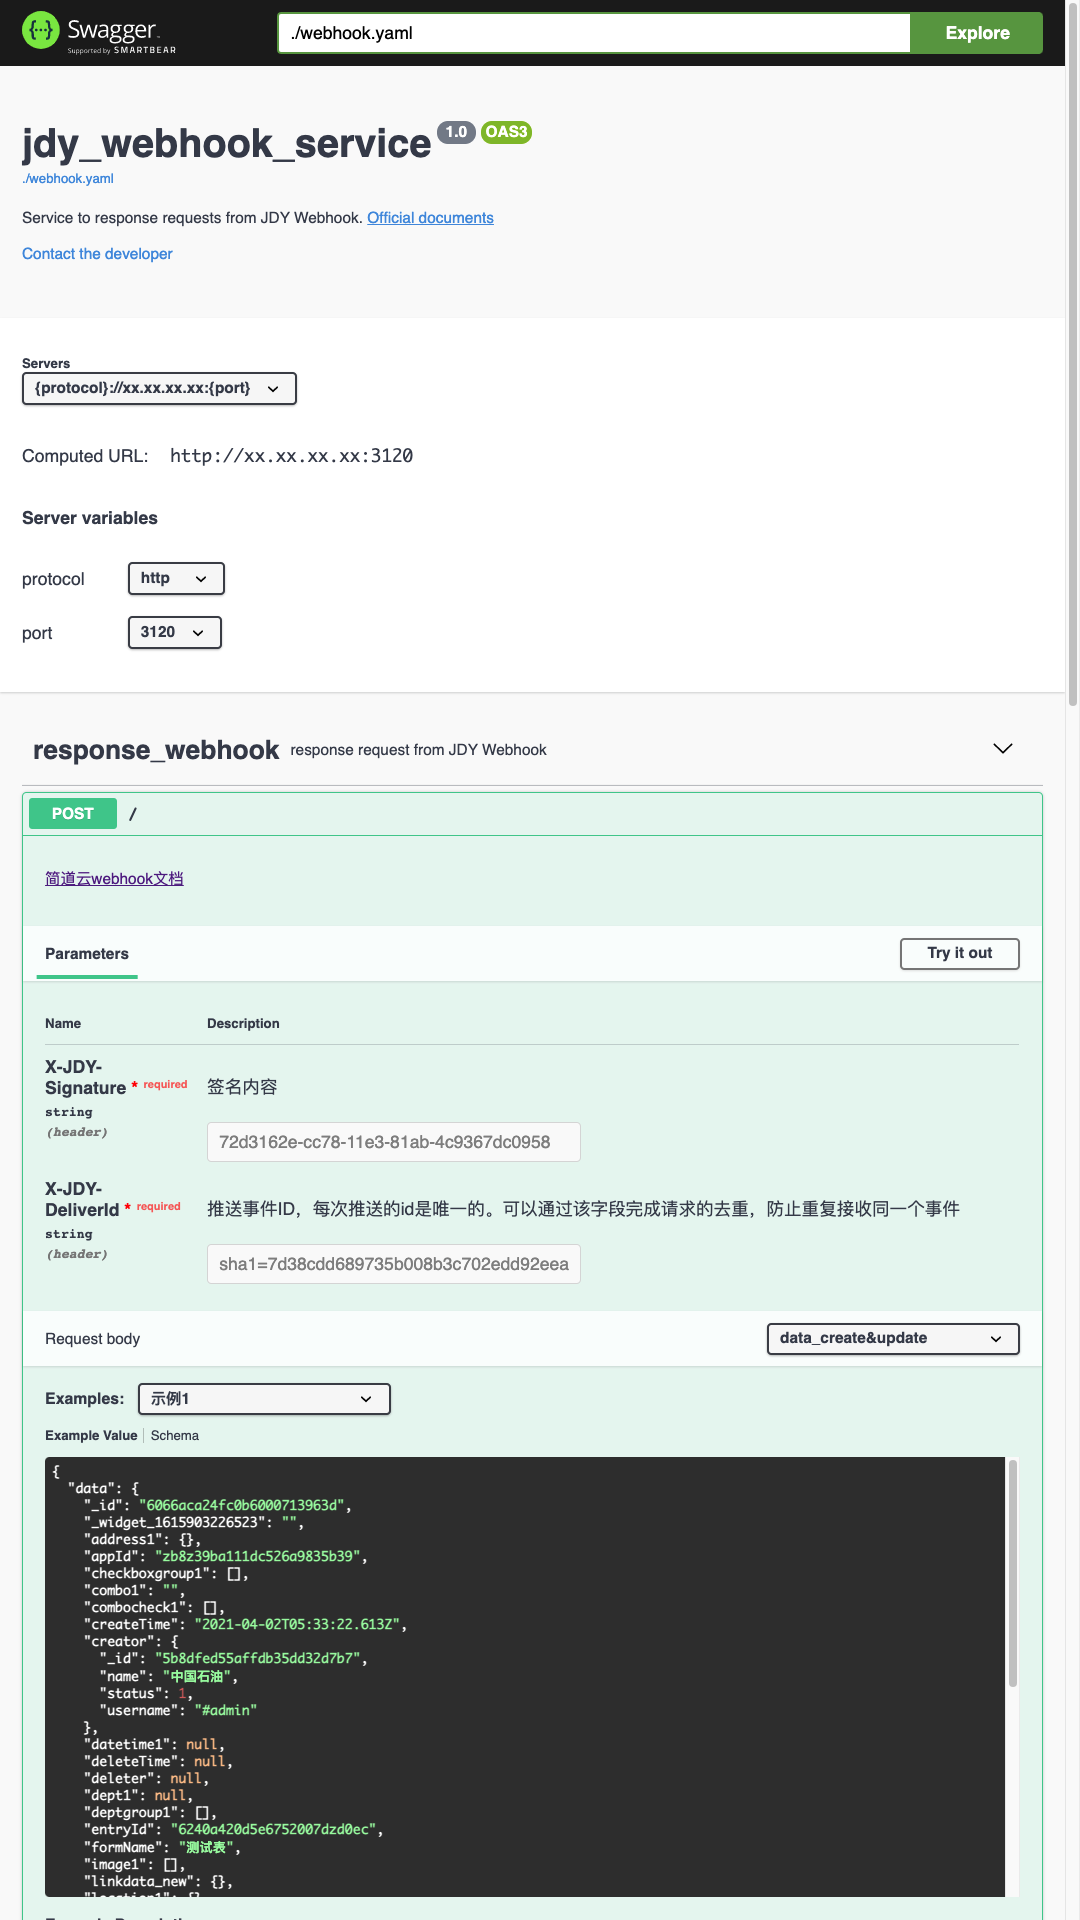 Swagger.
Supported by SMARTBEAR
./webhook.yaml
Explore
jdy_webhook_service 1.0 OAS3
./webhook.yaml
Service to response requests from JDY Webhook. Official documents
Contact the developer
Servers
{protocol}://xx.xx.xx.xx:{port}
Computed URL: http://xx.xx.xx.xx:3120
Server variables
protocol http
port 3120
response_webhook response request from JDY Webhook
POST /
简道云webhook文档
Parameters
Try it out
Name Description
X-JDY-
Signature * required
string
(header)
签名内容
72d3162e-cc78-11e3-81ab-4c9367dc0958
X-JDY-
DeliverId * required
string
(header)
推送事件ID，每次推送的id是唯一的。可以通过该字段完成请求的去重，防止重复接收同一个事件
sha1=7d38cdd689735b008b3c702edd92eea
Request body data_create&update
Examples: 示例1
Example Value Schema
{
"data": {
"_id": "6066aca24fc0b6000713963d",
"_widget_1615903226523": "",
"address1": {},
"appId": "zb8z39ba111dc526a9835b39",
"checkboxgroup1": [],
"combo1": "",
"combocheck1": [],
"createTime": "2021-04-02T05:33:22.613Z",
"creator": {
"_id": "5b8dfed55affdb35dd32d7b7",
"name": "中国石油",
"status": 1,
"username": "#admin"
},
"datetime1": null,
"deleteTime": null,
"deleter": null,
"dept1": null,
"deptgroup1": [],
"entryId": "6240a420d5e6752007dzd0ec",
"formName": "测试表",
"image1": [],
"linkdata_new": {},